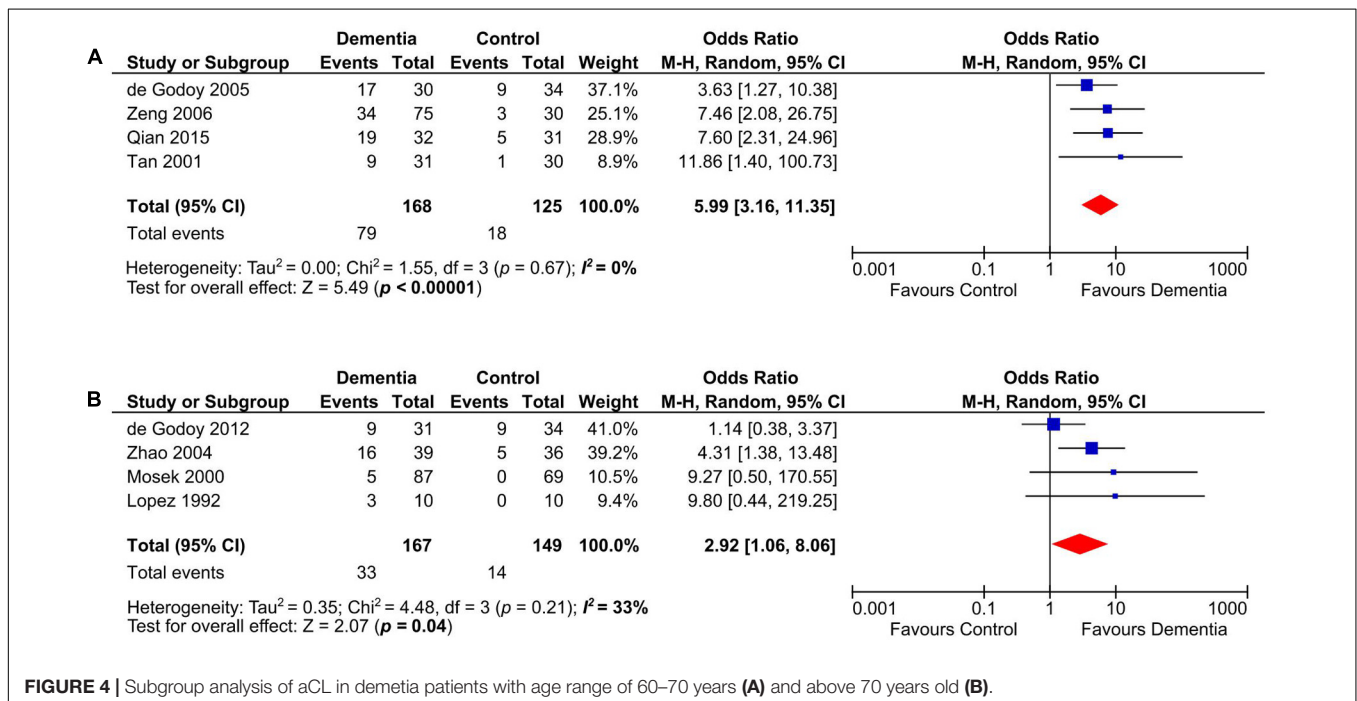 A
Dementia Control Odds Ratio Odds Ratio
Study or Subgroup Events Total Events Total Weight M-H, Random, 95% CI M-H, Random, 95% CI
de Godoy 2005 17 30 9 34 37.1% 3.63 [1.27, 10.38]
Zeng 2006 34 75 3 30 25.1% 7.46 [2.08, 26.75]
Qian 2015 19 32 5 31 28.9% 7.60 [2.31, 24.96]
Tan 2001 9 31 1 30 8.9% 11.86 [1.40, 100.73]
Total (95% CI) 168 125 100.0% 5.99 [3.16, 11.35]
Total events 79 18
Heterogeneity: Tau² = 0.00; Chi² = 1.55, df = 3 (p = 0.67); I² = 0%
Test for overall effect: Z = 5.49 (p < 0.00001)
0.001 0.1 1 10 1000
Favours Control Favours Dementia
B
Dementia Control Odds Ratio Odds Ratio
Study or Subgroup Events Total Events Total Weight M-H, Random, 95% CI M-H, Random, 95% CI
de Godoy 2012 9 31 9 34 41.0% 1.14 [0.38, 3.37]
Zhao 2004 16 39 5 36 39.2% 4.31 [1.38, 13.48]
Mosek 2000 5 87 0 69 10.5% 9.27 [0.50, 170.55]
Lopez 1992 3 10 0 10 9.4% 9.80 [0.44, 219.25]
Total (95% CI) 167 149 100.0% 2.92 [1.06, 8.06]
Total events 33 14
Heterogeneity: Tau² = 0.35; Chi² = 4.48, df = 3 (p = 0.21); I² = 33%
Test for overall effect: Z = 2.07 (p = 0.04)
0.001 0.1 1 10 1000
Favours Control Favours Dementia
FIGURE 4 | Subgroup analysis of aCL in demetia patients with age range of 60–70 years (A) and above 70 years old (B).